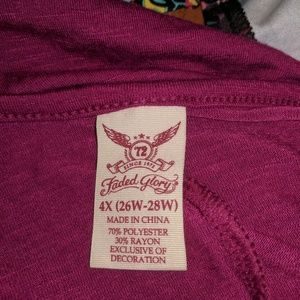 72
SINCE 1972
Faded Glory
4X (26W-28W)
MADE IN CHINA
70% POLYESTER
30% RAYON
EXCLUSIVE OF
DECORATION